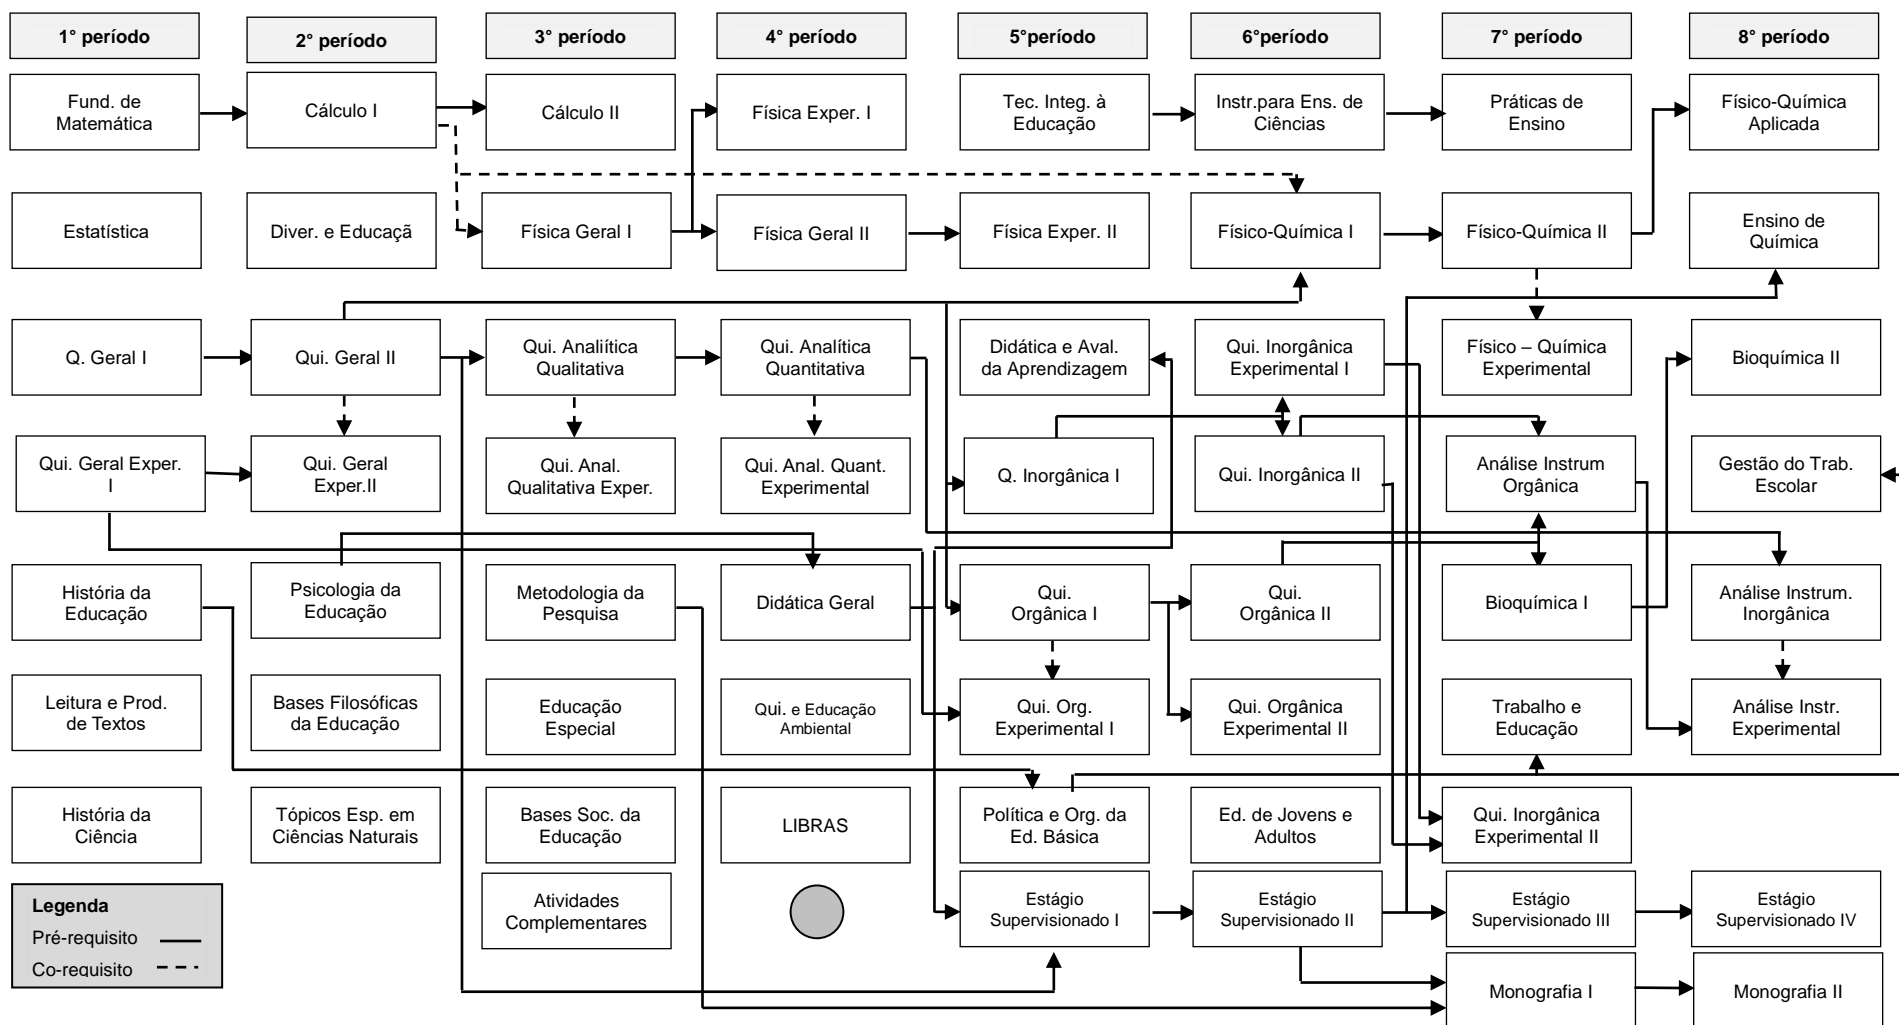 1° período
2° período
3° período
4° período
5°período
6°período
7° período
8° período
Fund. de
Matemática
Cálculo I
Cálculo II
Física Exper. I
Tec. Integ. à
Educação
Instr.para Ens. de
Ciências
Práticas de
Ensino
Físico-Química
Aplicada
Estatística
Diver. e Educaçã
Física Geral I
Física Geral II
Física Exper. II
Físico-Química I
Físico-Química II
Ensino de
Química
Q. Geral I
Qui. Geral II
Qui. Analiítica
Qualitativa
Qui. Analítica
Quantitativa
Didática e Aval.
da Aprendizagem
Qui. Inorgânica
Experimental I
Físico – Química
Experimental
Bioquímica II
Qui. Geral Exper.
I
Qui. Geral
Exper.II
Qui. Anal.
Qualitativa Exper.
Qui. Anal. Quant.
Experimental
Q. Inorgânica I
Qui. Inorgânica II
Análise Instrum
Orgânica
Gestão do Trab.
Escolar
História da
Educação
Psicologia da
Educação
Metodologia da
Pesquisa
Didática Geral
Qui.
Orgânica I
Qui.
Orgânica II
Bioquímica I
Análise Instrum.
Inorgânica
Leitura e Prod.
de Textos
Bases Filosóficas
da Educação
Educação
Especial
Qui. e Educação
Ambiental
Qui. Org.
Experimental I
Qui. Orgânica
Experimental II
Trabalho e
Educação
Análise Instr.
Experimental
História da
Ciência
Tópicos Esp. em
Ciências Naturais
Bases Soc. da
Educação
LIBRAS
Política e Org. da
Ed. Básica
Ed. de Jovens e
Adultos
Qui. Inorgânica
Experimental II
Legenda
Pré-requisito
Co-requisito
Atividades
Complementares
Estágio
Supervisionado I
Estágio
Supervisionado II
Estágio
Supervisionado III
Estágio
Supervisionado IV
Monografia I
Monografia II